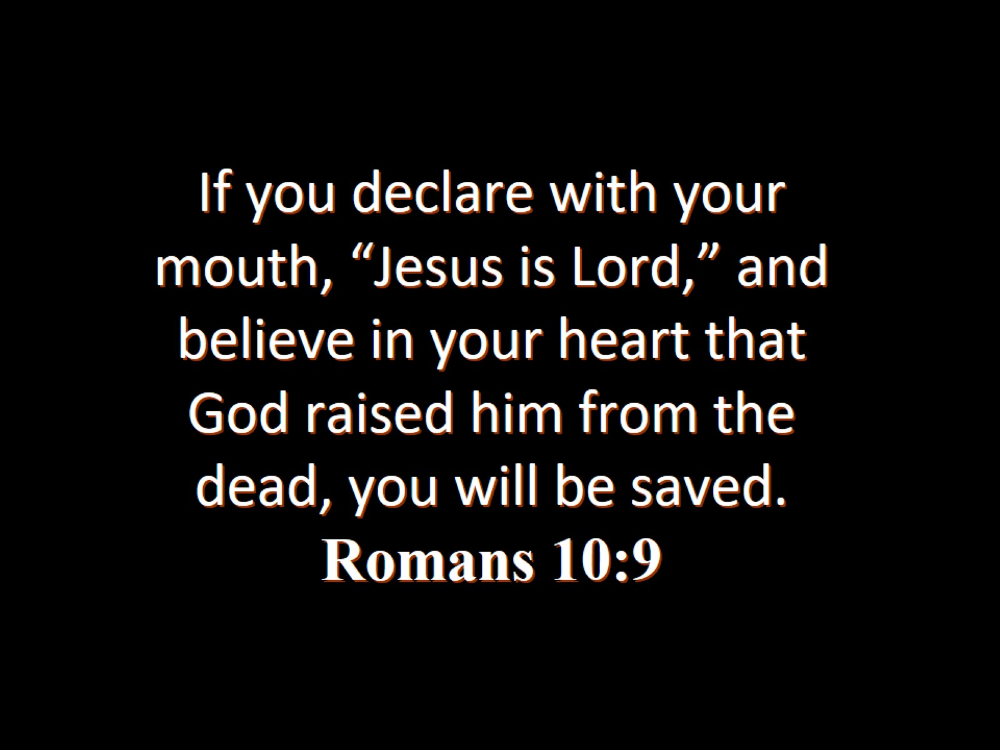 If you declare with your
mouth, “Jesus is Lord,” and
believe in your heart that
God raised him from the
dead, you will be saved.
Romans 10:9